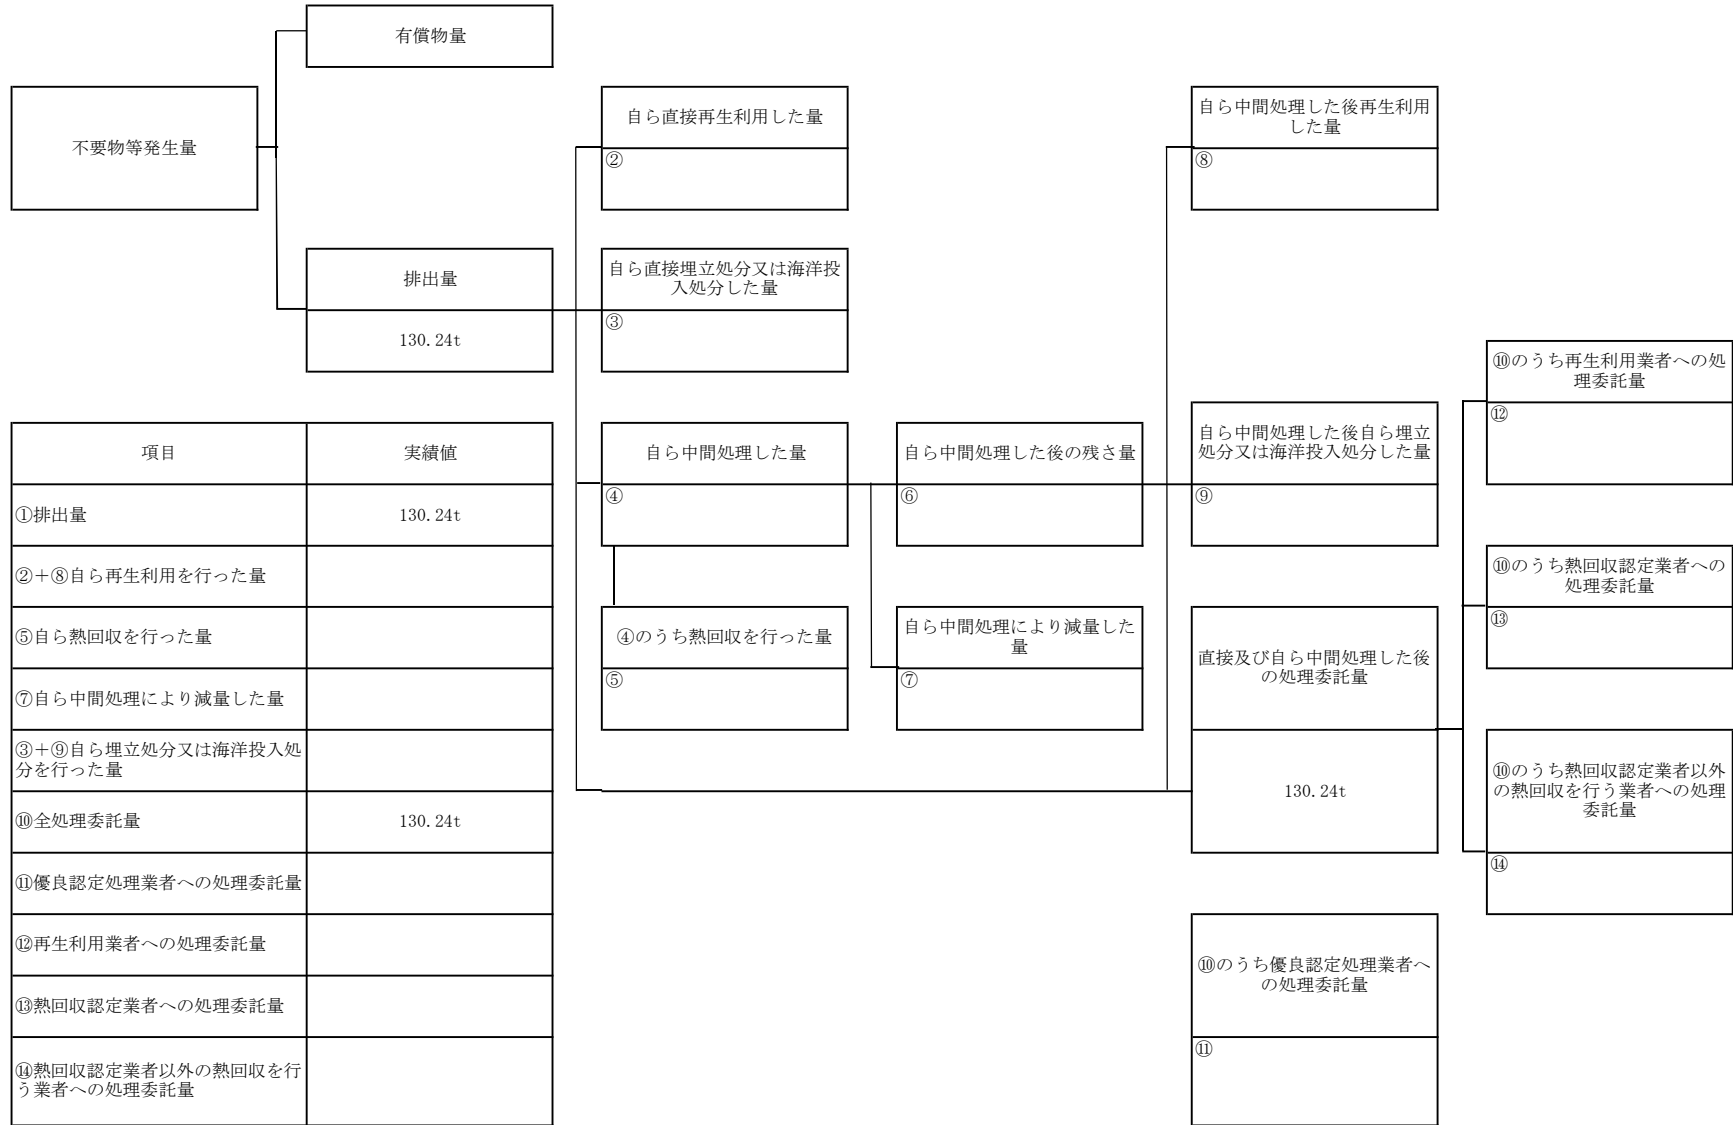 有償物量
不要物等発生量
自ら直接再生利用した量
②
自ら中間処理した後再生利用
した量
⑧
排出量
130.24t
自ら直接埋立処分又は海洋投
入処分した量
③
⑩のうち再生利用業者への処
理委託量
⑫
項目
実績値
①排出量
130.24t
②＋⑧自ら再生利用を行った量
⑤自ら熱回収を行った量
⑦自ら中間処理により減量した量
③＋⑨自ら埋立処分又は海洋投入処
分を行った量
⑩全処理委託量
130.24t
⑪優良認定処理業者への処理委託量
⑫再生利用業者への処理委託量
⑬熱回収認定業者への処理委託量
⑭熱回収認定業者以外の熱回収を行
う業者への処理委託量
自ら中間処理した量
④
自ら中間処理した後の残さ量
⑥
自ら中間処理した後自ら埋立
処分又は海洋投入処分した量
⑨
④のうち熱回収を行った量
⑤
自ら中間処理により減量した
量
⑦
直接及び自ら中間処理した後
の処理委託量
130.24t
⑩のうち熱回収認定業者への
処理委託量
⑬
⑩のうち熱回収認定業者以外
の熱回収を行う業者への処理
委託量
⑭
⑩のうち優良認定処理業者へ
の処理委託量
⑪